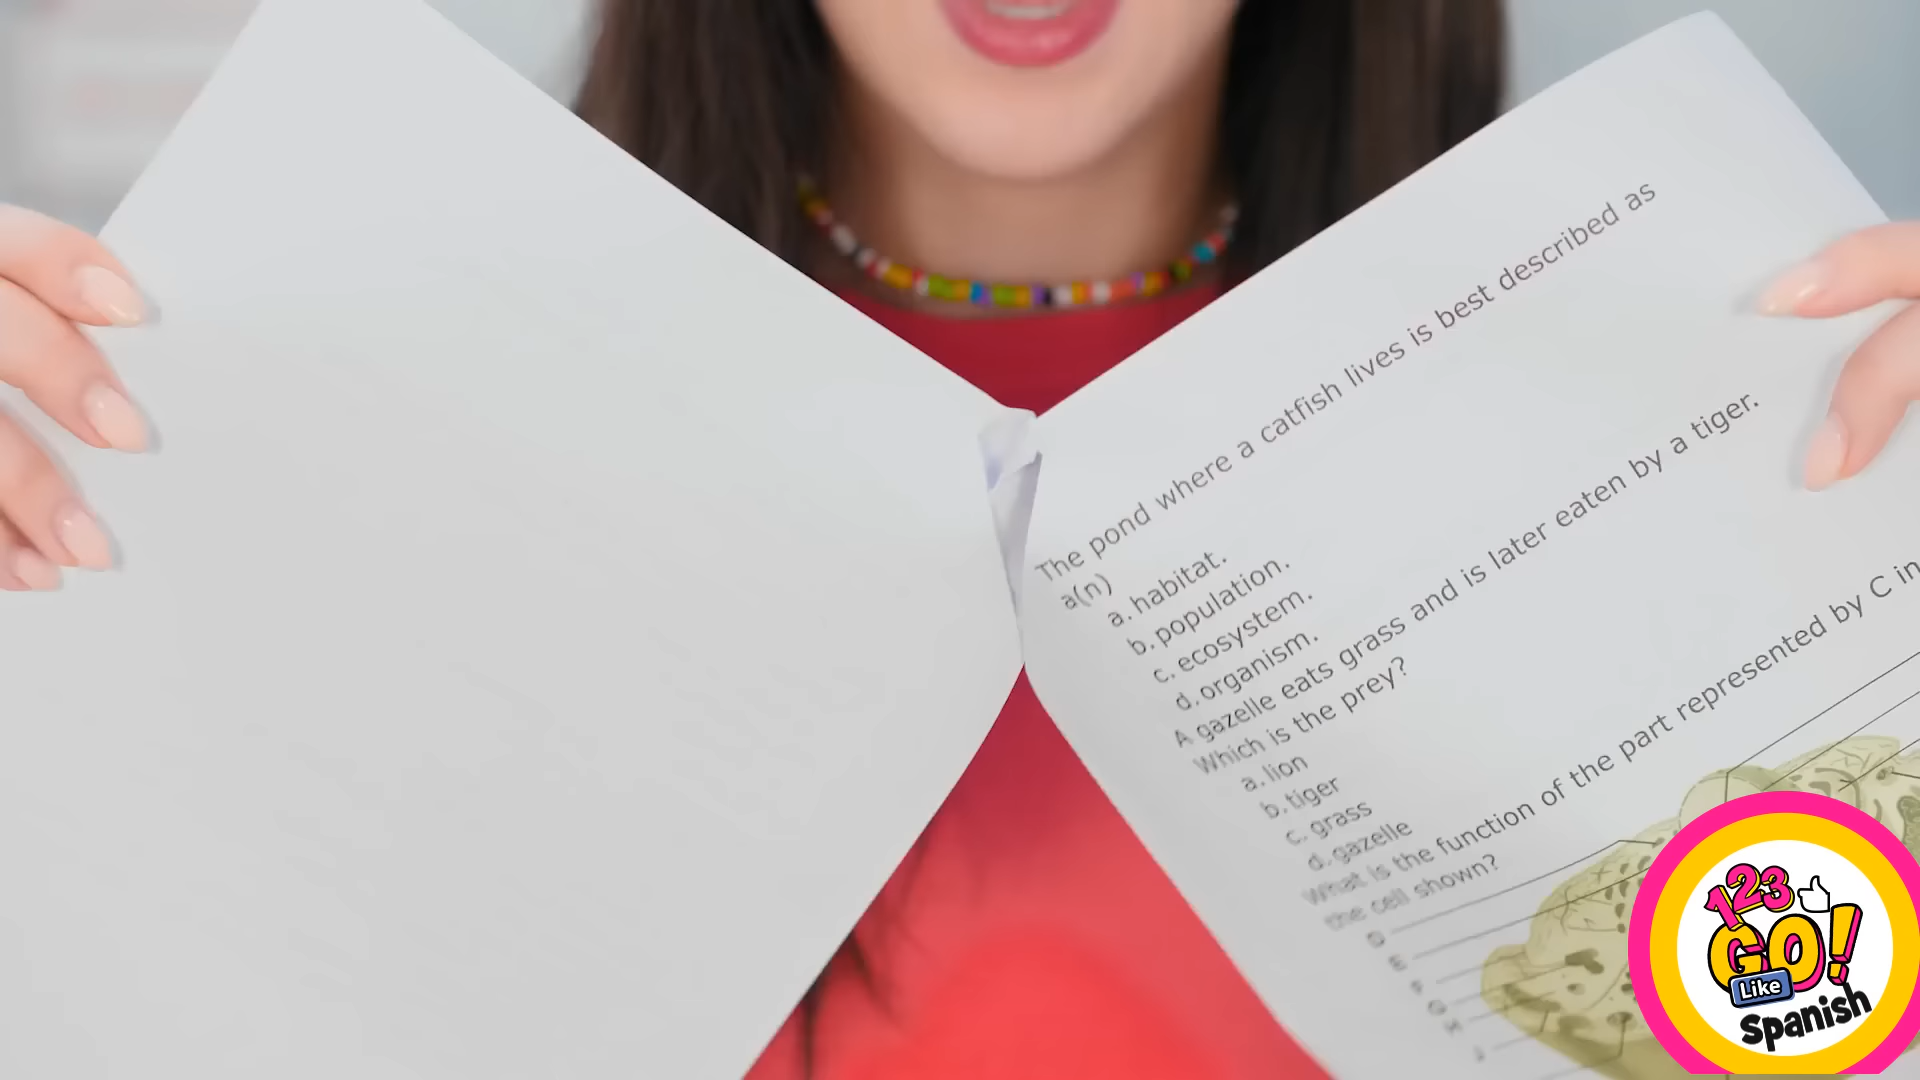 The pond where a catfish lives is best described as
a(n)
a. habitat.
b. population.
c. ecosystem.
d. organism.
A gazelle eats grass and is later eaten by a tiger.
Which is the prey?
a. lion
b. tiger
c. grass
d. gazelle
What is the function of the part represented by C in
the cell shown?
123
GO!
Like
Spanish